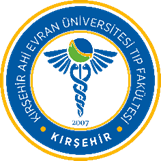 KIRŞEHİR AHİ EVRAN ÜNİVERSİTESİ TIP FAKÜLTESİ
2007
• KIRŞEHİR •